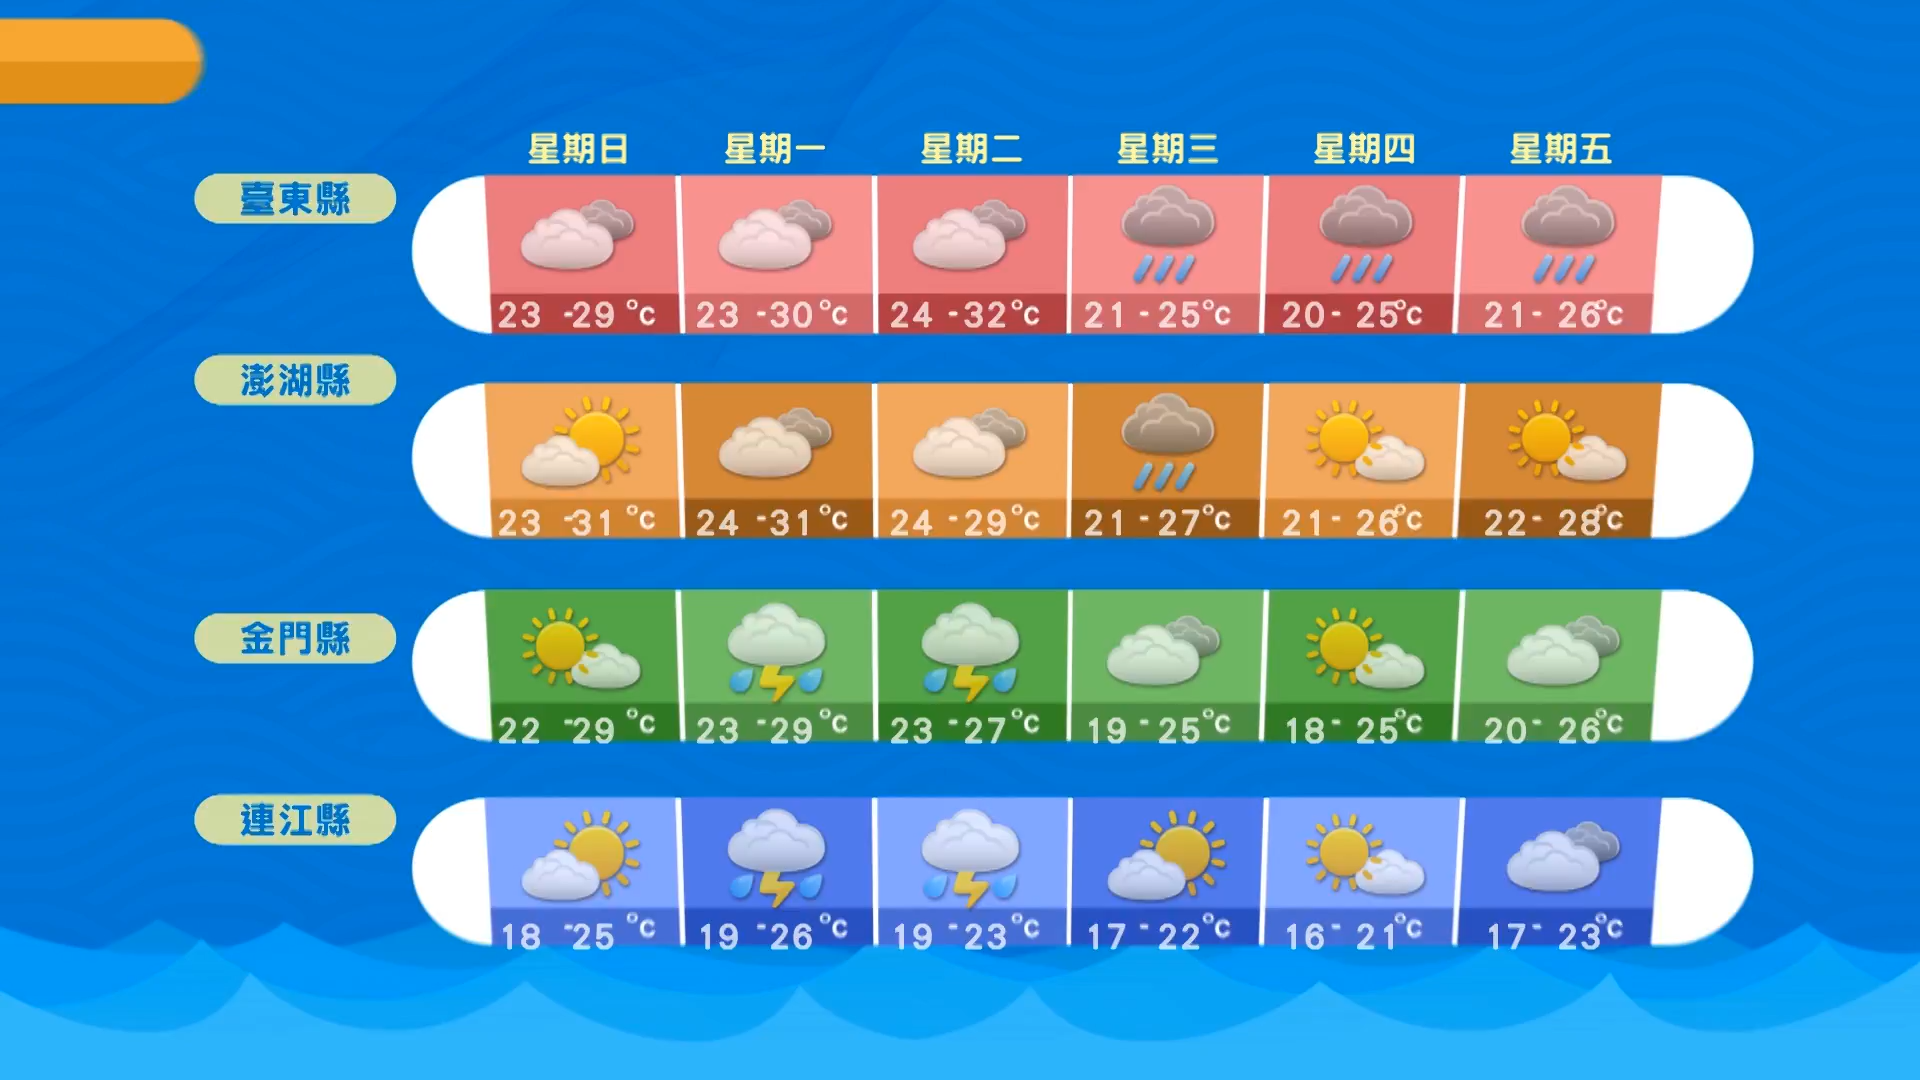 星期日 星期一 星期二 星期三 星期四 星期五
臺東縣
23 -29 °c 23 -30 °c 24 -32 °c 21 - 25 °c 20 - 25 °c 21 - 26 °c
澎湖縣
23 -31 °c 24 -31 °c 24 -29 °c 21 - 27 °c 21 - 26 °c 22 - 28 °c
金門縣
22 -29 °c 23 -29 °c 23 -27 °c 19 - 25 °c 18 - 25 °c 20 - 26 °c
連江縣
18 -25 °c 19 -26 °c 19 -23 °c 17 - 22 °c 16 - 21 °c 17 - 23 °c